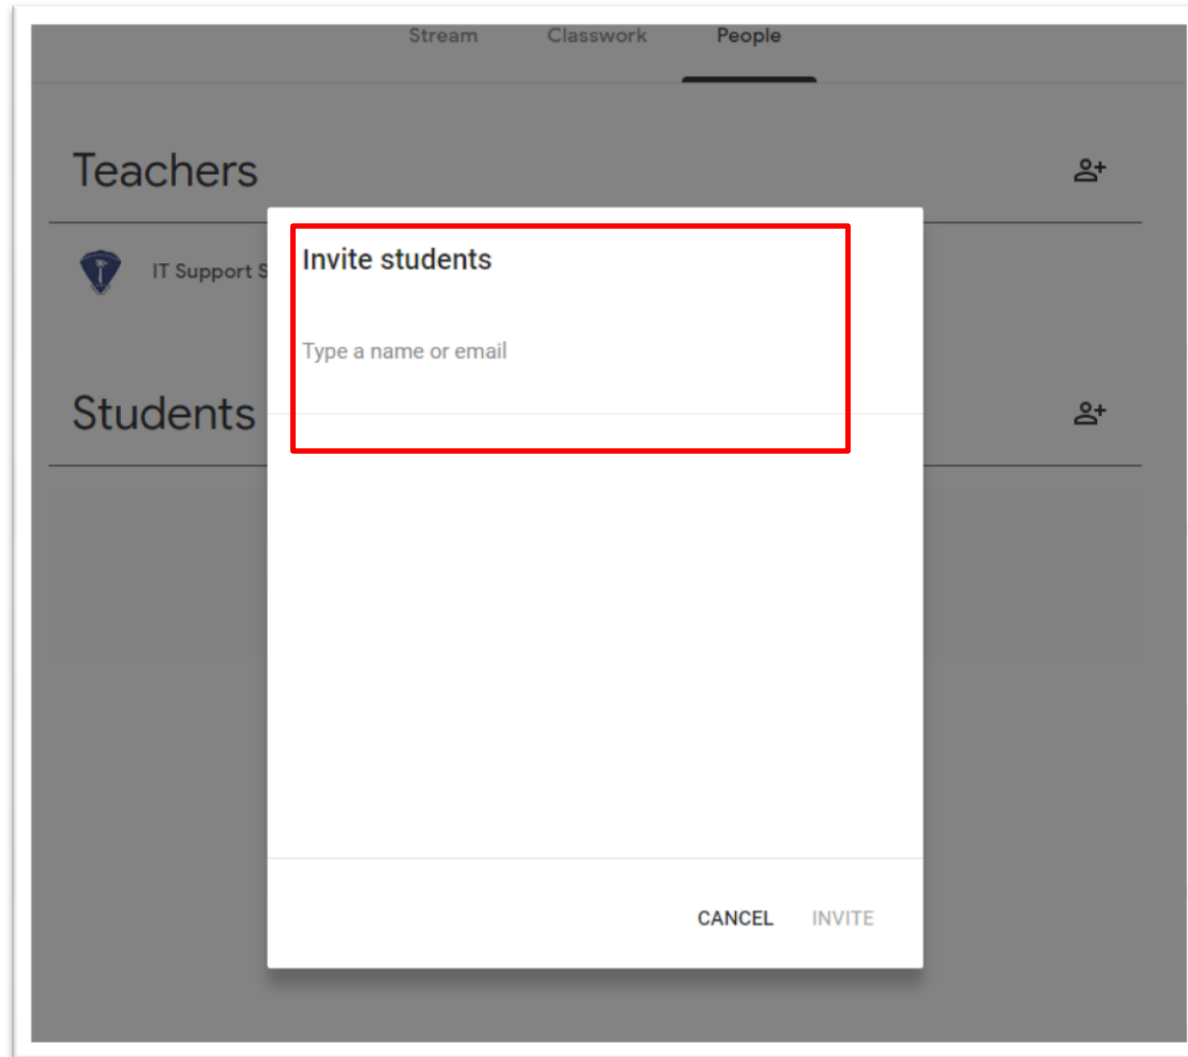 Stream Classwork People
Teachers
IT Support S
Invite students
Type a name or email
Students
CANCEL INVITE